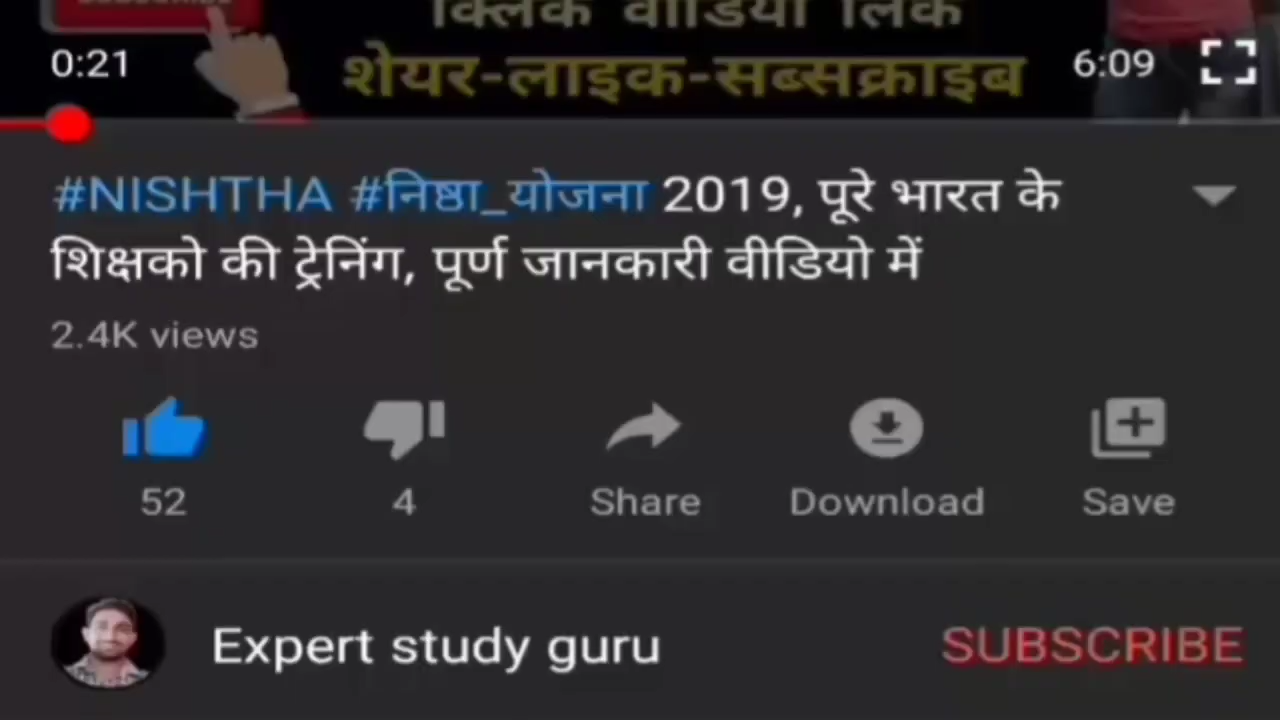 क्लिक वीडियो लिंक
शेयर-लाइक-सब्सक्राइब
0:21
6:09
#NISHTHA #निष्ठा_योजना 2019, पूरे भारत के
शिक्षको की ट्रेनिंग, पूर्ण जानकारी वीडियो में
2.4K views
52
4
Share
Download
Save
Expert study guru
SUBSCRIBE